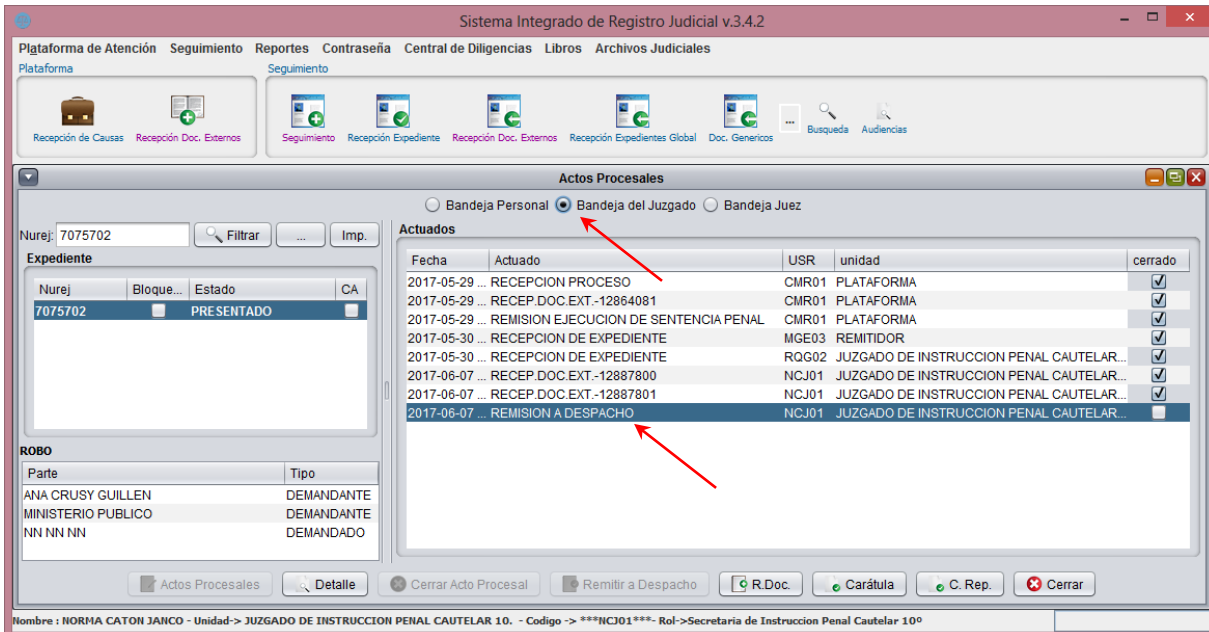 Sistema Integrado de Registro Judicial v.3.4.2
Plataforma de Atención Seguimiento Reportes Contraseña Central de Diligencias Libros Archivos Judiciales
Plataforma Seguimiento
Recepción de Causas Recepción Doc. Externos Seguimiento Recepción Expediente Recepción Doc. Externos Recepción Expedientes Global Doc. Genericos ... Busqueda Audiencias
Actos Procesales
Bandeja Personal Bandeja del Juzgado Bandeja Juez
Nurej: 7075702 Filtrar ... Imp.
Actuados
Expediente
Fecha Actuado USR unidad cerrado
Nurej Bloque... Estado CA
7075702 PRESENTADO
2017-05-29 ... RECEPCION PROCESO CMR01 PLATAFORMA
2017-05-29 ... RECEP.DOC.EXT.-12864081 CMR01 PLATAFORMA
2017-05-29 ... REMISION EJECUCION DE SENTENCIA PENAL CMR01 PLATAFORMA
2017-05-30 ... RECEPCION DE EXPEDIENTE MGE03 REMITIDOR
2017-05-30 ... RECEPCION DE EXPEDIENTE RQG02 JUZGADO DE INSTRUCCION PENAL CAUTELAR...
2017-06-07 ... RECEP.DOC.EXT.-12887800 NCJ01 JUZGADO DE INSTRUCCION PENAL CAUTELAR...
2017-06-07 ... RECEP.DOC.EXT.-12887801 NCJ01 JUZGADO DE INSTRUCCION PENAL CAUTELAR...
2017-06-07 ... REMISION A DESPACHO NCJ01 JUZGADO DE INSTRUCCION PENAL CAUTELAR...
ROBO
Parte Tipo
ANA CRUSY GUILLEN DEMANDANTE
MINISTERIO PUBLICO DEMANDANTE
NN NN NN DEMANDADO
Actos Procesales Detalle Cerrar Acto Procesal Remitir a Despacho R.Doc. Carátula C. Rep. Cerrar
Nombre : NORMA CATON JANCO - Unidad-> JUZGADO DE INSTRUCCION PENAL CAUTELAR 10. - Codigo -> ***NCJ01***- Rol->Secretaria de Instruccion Penal Cautelar 10º